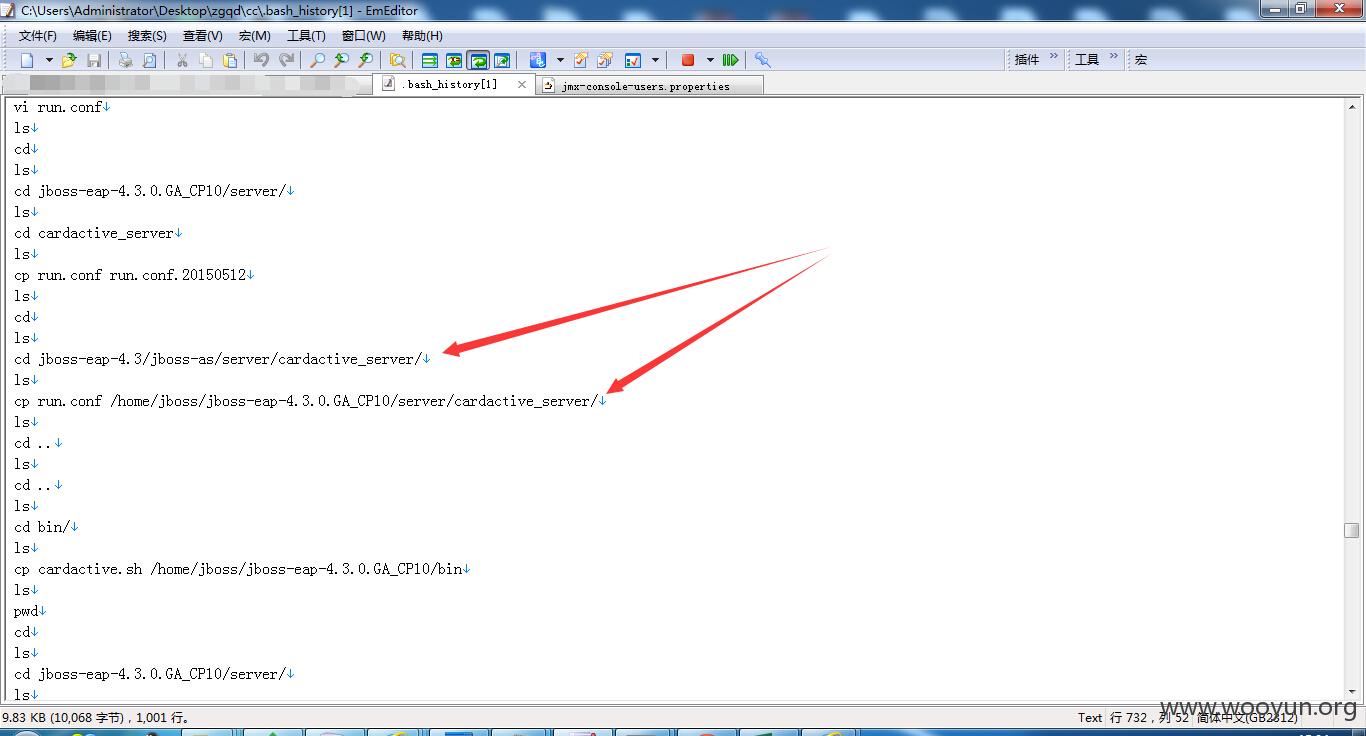 C:\Users\Administrator\Desktop\zgqd\cc\.bash_history[1] - EmEditor
文件(F) 编辑(E) 搜索(S) 查看(V) 宏(M) 工具(T) 窗口(W) 帮助(H)
插件 » 工具 » 宏
.bash_history[1] jmx-console-users.properties
vi run.conf↓
ls↓
cd↓
ls↓
cd jboss-eap-4.3.0.GA_CP10/server/↓
ls↓
cd cardactive_server↓
ls↓
cp run.conf run.conf.20150512↓
ls↓
cd↓
ls↓
cd jboss-eap-4.3/jboss-as/server/cardactive_server/↓
ls↓
cp run.conf /home/jboss/jboss-eap-4.3.0.GA_CP10/server/cardactive_server/↓
ls↓
cd ..↓
ls↓
cd ..↓
ls↓
cd bin/↓
ls↓
cp cardactive.sh /home/jboss/jboss-eap-4.3.0.GA_CP10/bin↓
ls↓
pwd↓
cd↓
ls↓
cd jboss-eap-4.3.0.GA_CP10/server/↓
ls↓
www.wooyun.org
9.83 KB (10,068 字节)，1,001 行。 Text 行 732，列 52 简体中文(GB2312)